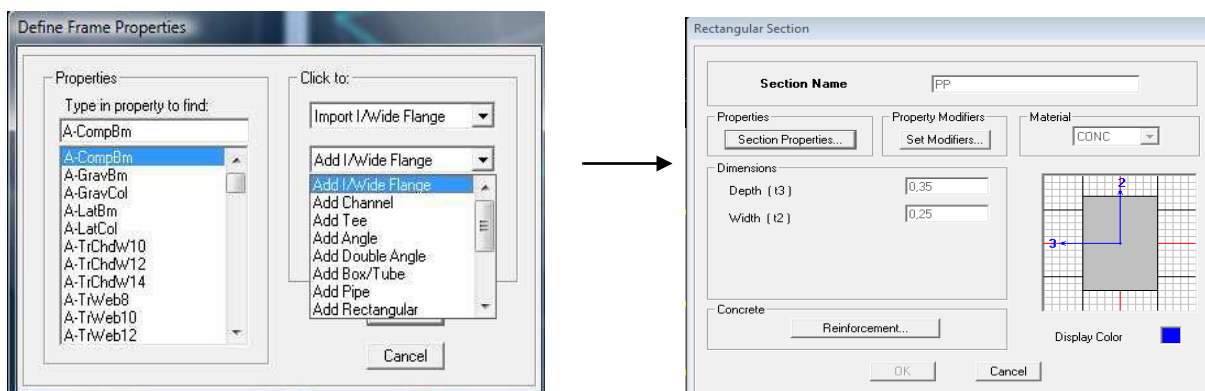 Define Frame Properties
Properties
Type in property to find:
A-CompBm
A-CompBm
A-GravBm
A-GravCol
A-LatBm
A-LatCol
A-TrChdW10
A-TrChdW12
A-TrChdW14
A-TrWeb8
A-TrWeb10
A-TrWeb12
Click to:
Import I/Wide Flange
Add I/Wide Flange
Add I/Wide Flange
Add Channel
Add Tee
Add Angle
Add Double Angle
Add Box/Tube
Add Pipe
Add Rectangular
Cancel
Rectangular Section
Section Name PP
Properties
Section Properties...
Property Modifiers
Set Modifiers...
Material
CONC
Dimensions
Depth ( t3 ) 0,35
Width ( t2 ) 0,25
2
3
Concrete
Reinforcement...
Display Color
OK Cancel